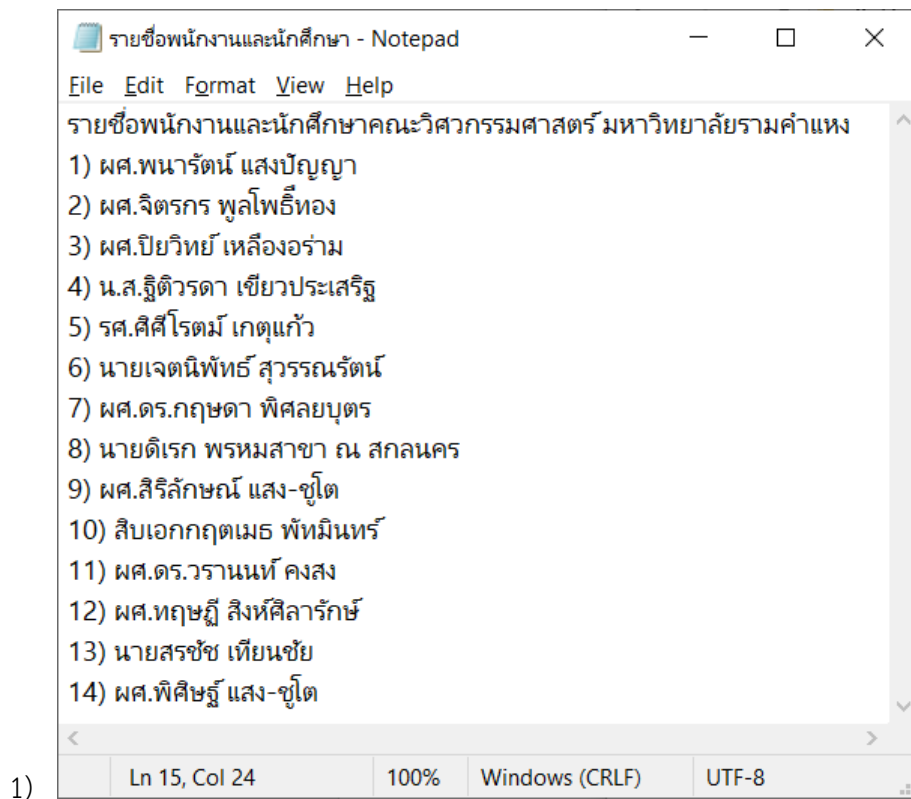 รายชื่อพนักงานและนักศึกษา - Notepad
File Edit Format View Help
รายชื่อพนักงานและนักศึกษาคณะวิศวกรรมศาสตร์ มหาวิทยาลัยรามคำแหง
1) ผศ.พนารัตน์ แสงปัญญา
2) ผศ.จิตรกร พูลโพธิ์ทอง
3) ผศ.ปิยวิทย์ เหลืองอร่าม
4) น.ส.ฐิติวรดา เขียวประเสริฐ
5) รศ.ศิศีโรตม์ เกตุแก้ว
6) นายเจตนิพัทธ์ สุวรรณรัตน์
7) ผศ.ดร.กฤษดา พิศลยบุตร
8) นายดิเรก พรหมสาขา ณ สกลนคร
9) ผศ.สิริลักษณ์ แสง-ชูโต
10) สิบเอกกฤตเมธ พัทมินทร์
11) ผศ.ดร.วรานนท์ คงสง
12) ผศ.ทฤษฎี สิงห์ศิลารักษ์
13) นายสรชัช เทียนชัย
14) ผศ.พิศิษฐ์ แสง-ชูโต
Ln 15, Col 24 100% Windows (CRLF) UTF-8
1)